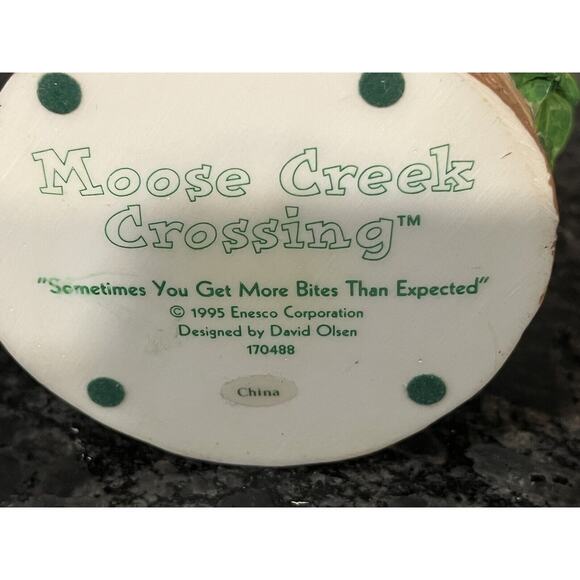 Moose Creek
Crossing™
"Sometimes You Get More Bites Than Expected"
© 1995 Enesco Corporation
Designed by David Olsen
170488
China